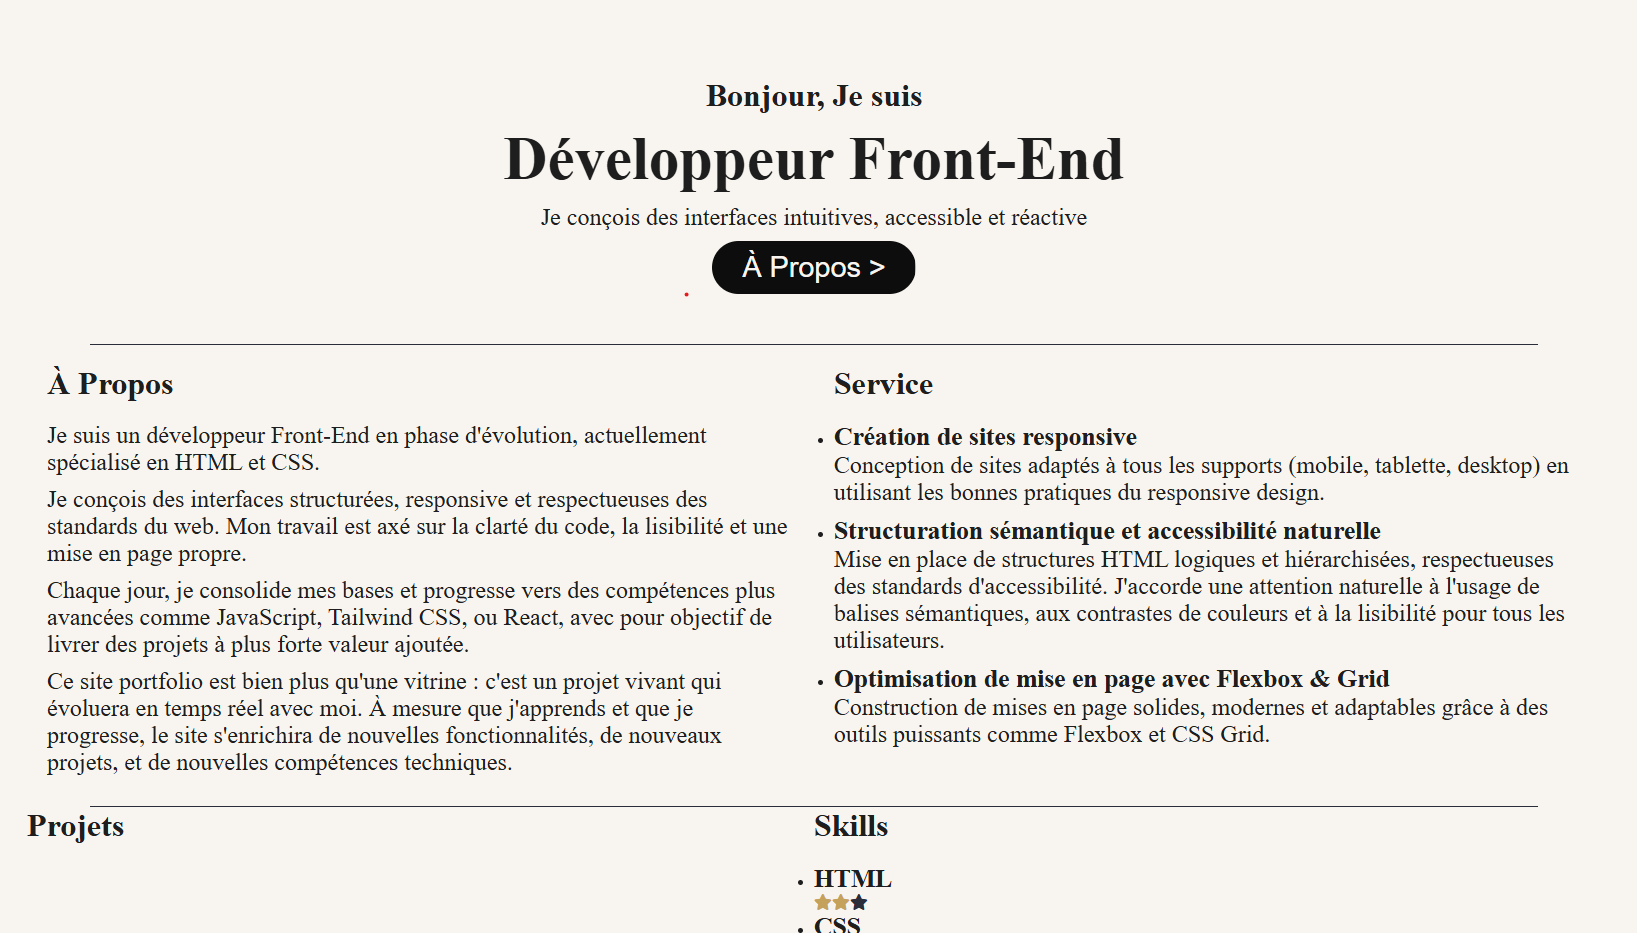 Bonjour, Je suis
Développeur Front-End
Je conçois des interfaces intuitives, accessible et réactive
À Propos >
À Propos
Je suis un développeur Front-End en phase d'évolution, actuellement
spécialisé en HTML et CSS.
Je conçois des interfaces structurées, responsive et respectueuses des
standards du web. Mon travail est axé sur la clarté du code, la lisibilité et une
mise en page propre.
Chaque jour, je consolide mes bases et progresse vers des compétences plus
avancées comme JavaScript, Tailwind CSS, ou React, avec pour objectif de
livrer des projets à plus forte valeur ajoutée.
Ce site portfolio est bien plus qu'une vitrine : c'est un projet vivant qui
évoluera en temps réel avec moi. À mesure que j'apprends et que je
progresse, le site s'enrichira de nouvelles fonctionnalités, de nouveaux
projets, et de nouvelles compétences techniques.
Service
• Création de sites responsive
Conception de sites adaptés à tous les supports (mobile, tablette, desktop) en
utilisant les bonnes pratiques du responsive design.
• Structuration sémantique et accessibilité naturelle
Mise en place de structures HTML logiques et hiérarchisées, respectueuses
des standards d'accessibilité. J'accorde une attention naturelle à l'usage de
balises sémantiques, aux contrastes de couleurs et à la lisibilité pour tous les
utilisateurs.
• Optimisation de mise en page avec Flexbox & Grid
Construction de mises en page solides, modernes et adaptables grâce à des
outils puissants comme Flexbox et CSS Grid.
Projets
Skills
• HTML
• CSS